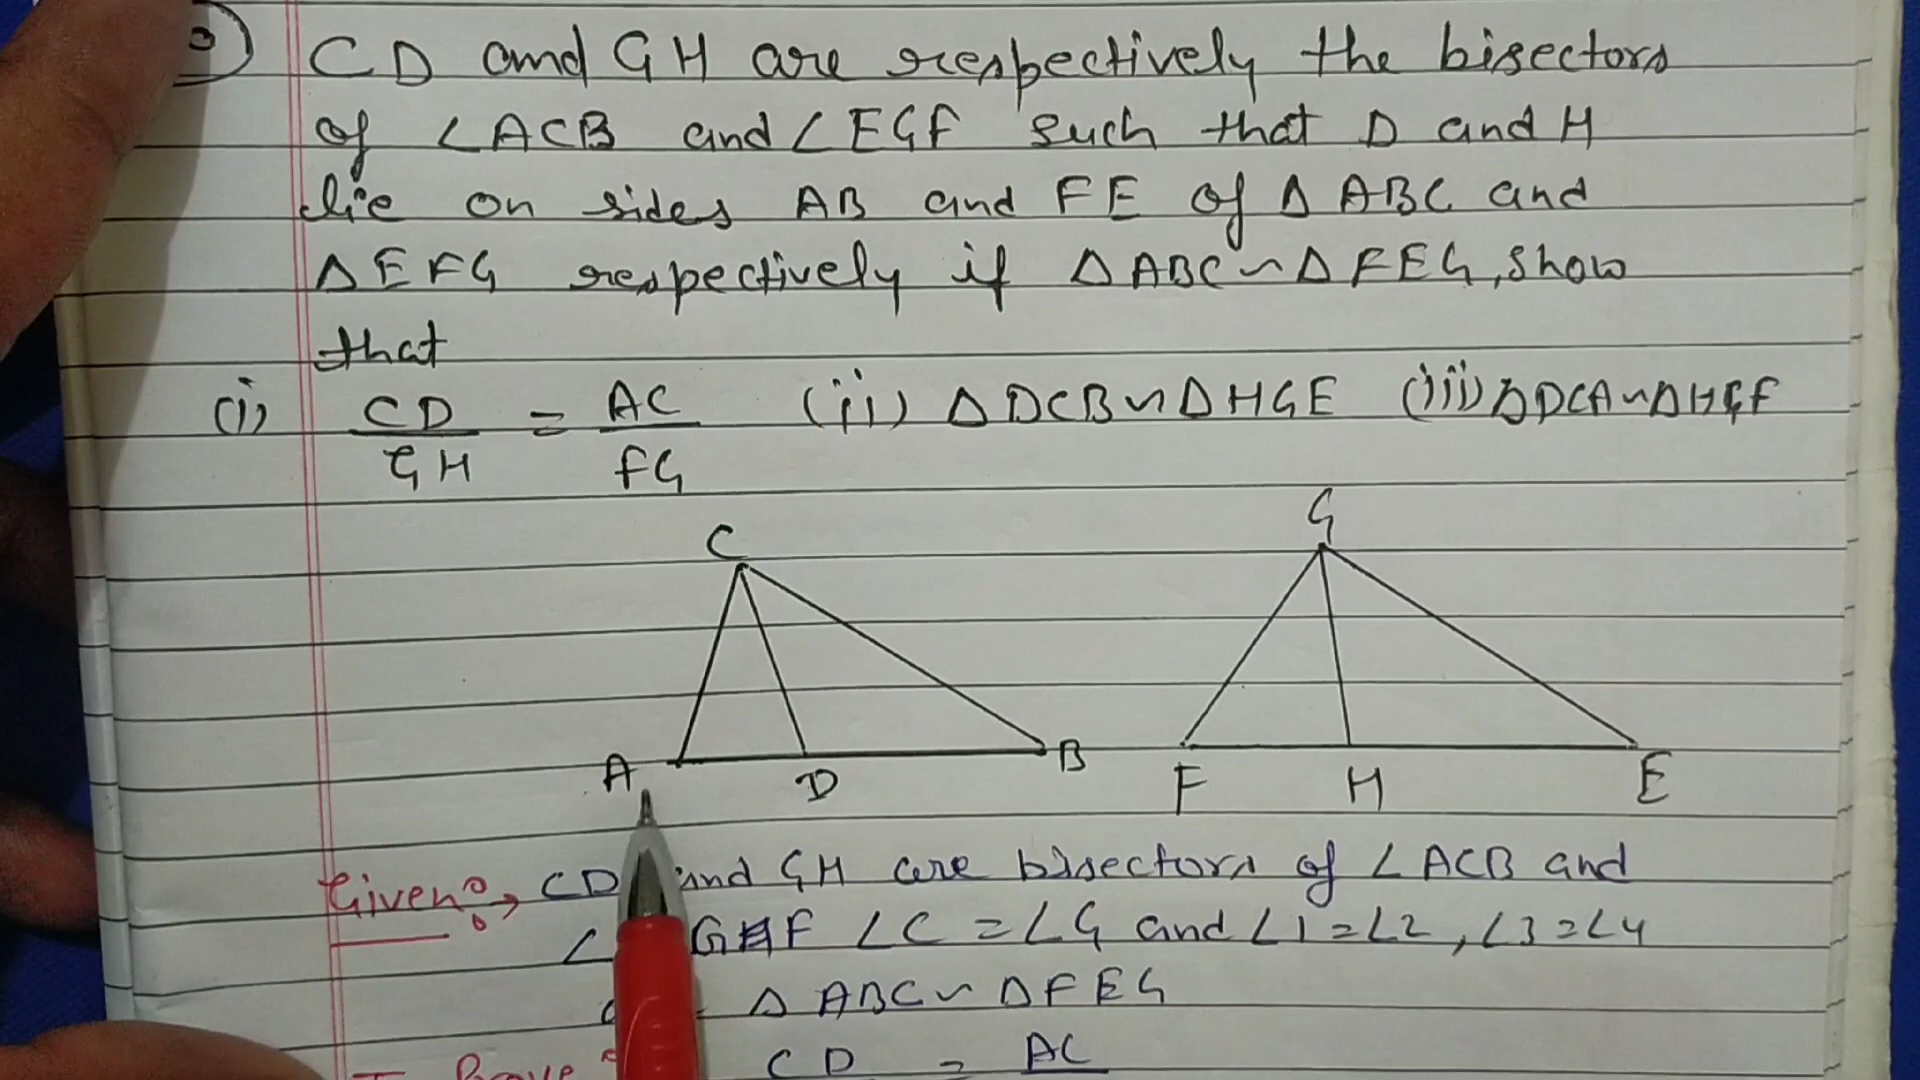 CD and GH are respectively the bisectors
of ∠ACB and ∠EGF such that D and H
lie on sides AB and FE of Δ ABC and
Δ EFG respectively if Δ ABC ~ Δ FEG, show
that
(i) CD/GH = AC/FG (ii) Δ DCB ~ Δ HGE (iii) Δ DCA ~ Δ HGF
C G
A D B F H E
Given :→ CD and GH are bisectors of ∠ACB and
∠ G F ∠C = ∠G and ∠1 = ∠2, ∠3 = ∠4
Δ ABC ~ Δ FEG
Prove CD = AC